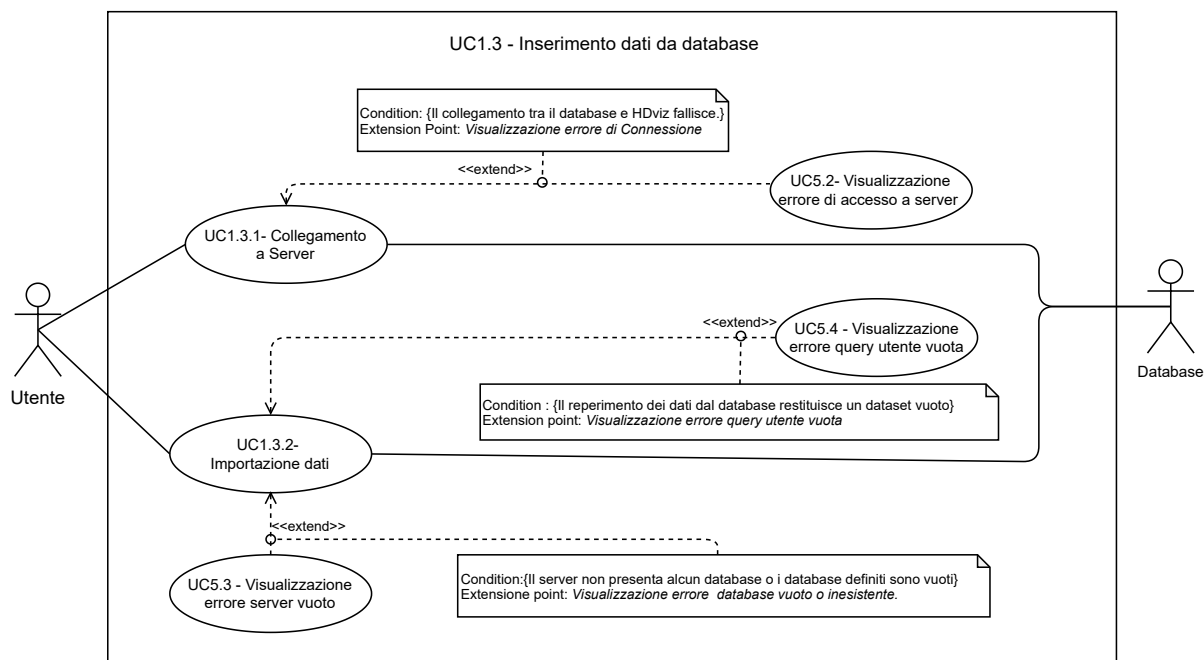 UC1.3 - Inserimento dati da database
Condition: {Il collegamento tra il database e HDviz fallisce.}
Extension Point: Visualizzazione errore di Connessione
<<extend>>
UC5.2- Visualizzazione
errore di accesso a server
UC1.3.1- Collegamento
a Server
Utente
Database
<<extend>>
UC5.4 - Visualizzazione
errore query utente vuota
Condition : {Il reperimento dei dati dal database restituisce un dataset vuoto}
Extension point: Visualizzazione errore query utente vuota
UC1.3.2-
Importazione dati
<<extend>>
UC5.3 - Visualizzazione
errore server vuoto
Condition:{Il server non presenta alcun database o i database definiti sono vuoti}
Extensione point: Visualizzazione errore  database vuoto o inesistente.